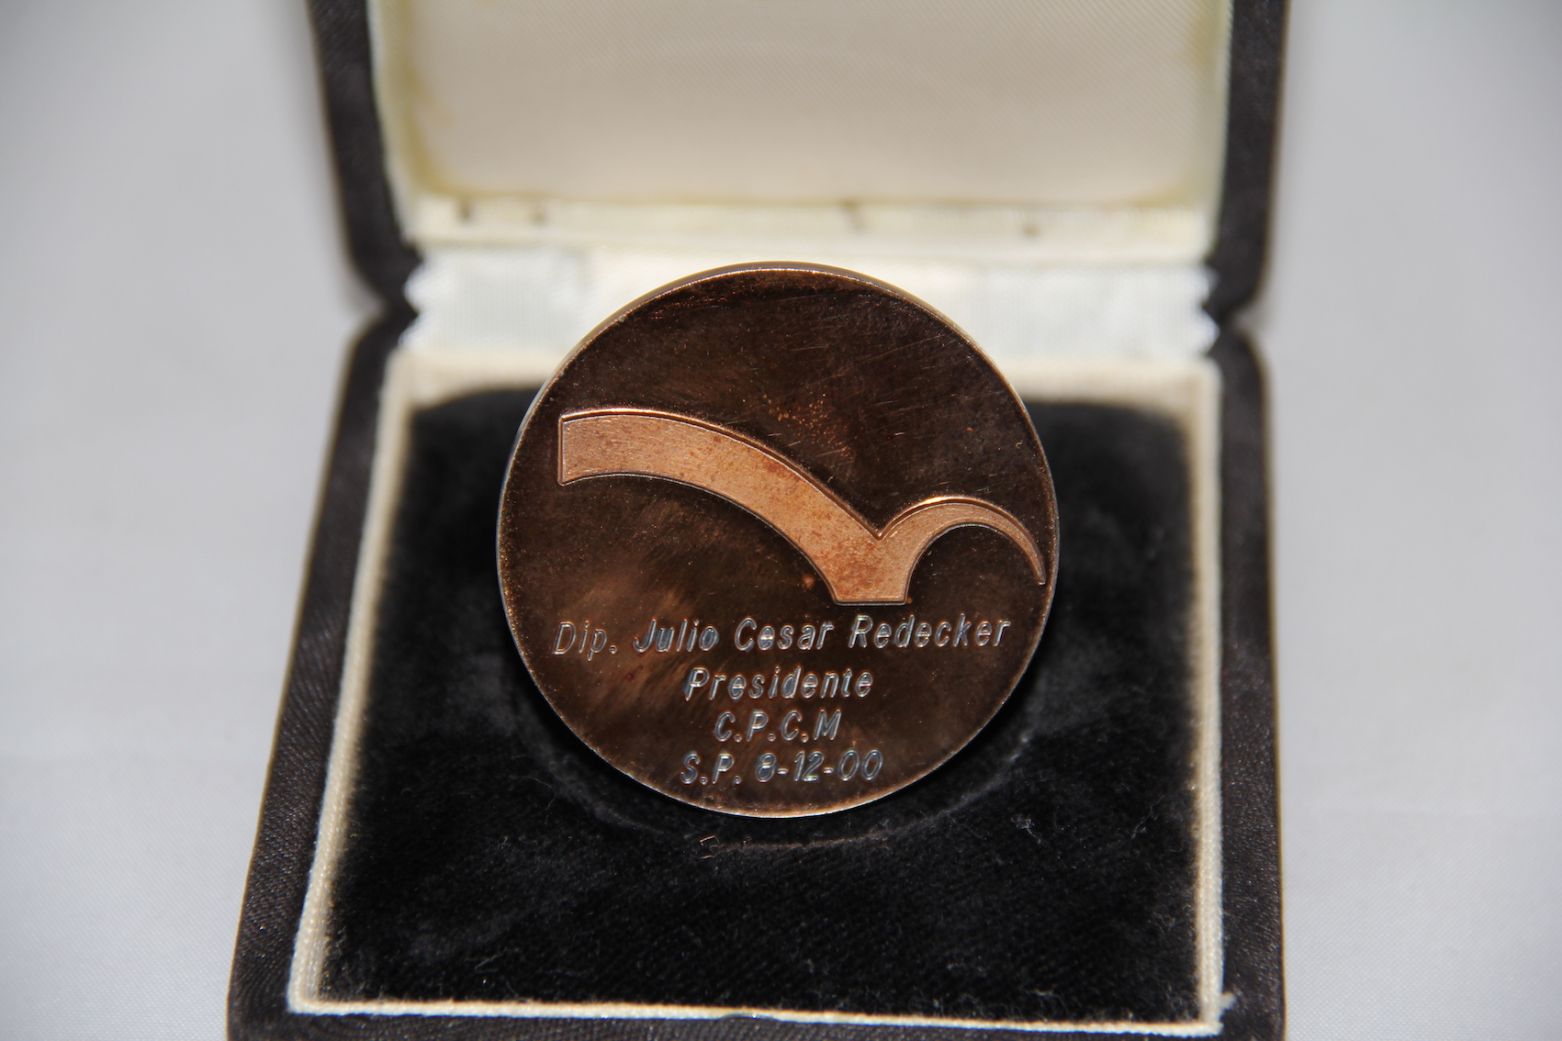 Dip. Julio Cesar Redecker
Presidente
C.P.C.M
S.P. 8-12-00